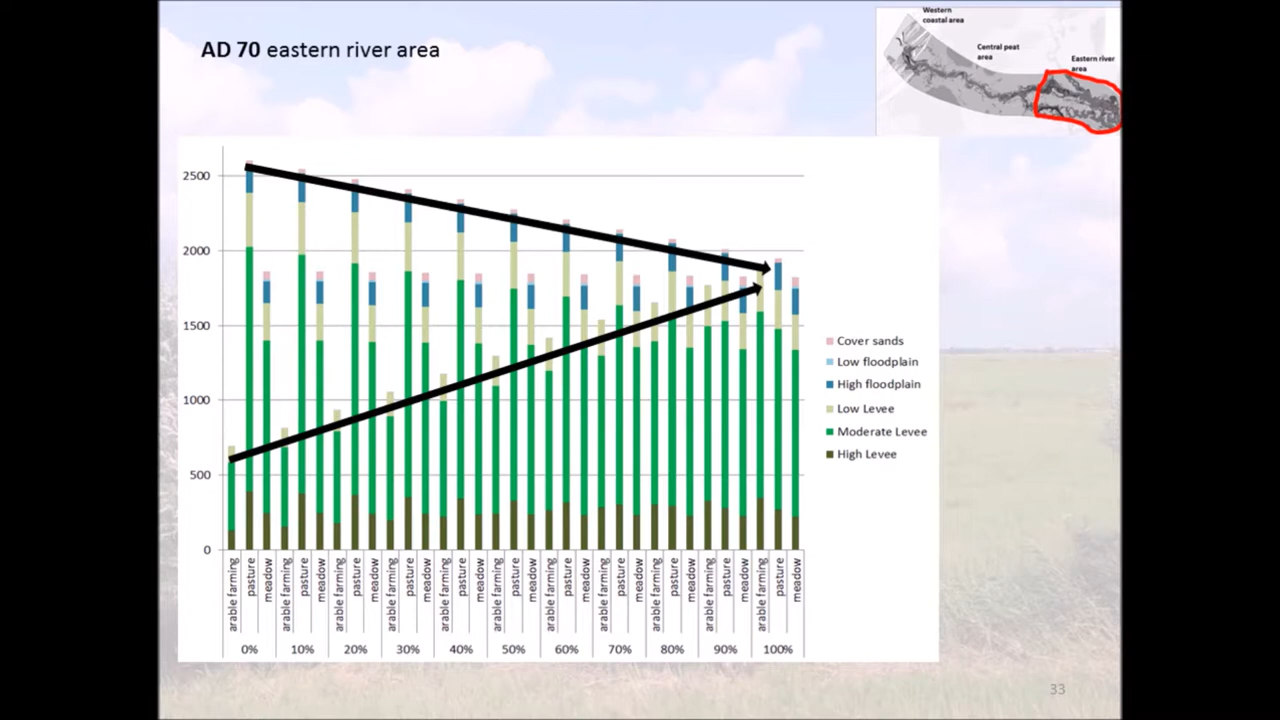 AD 70 eastern river area
Western
coastal area
Central peat
area
Eastern river
area
2500
2000
1500
1000
500
0
Cover sands
Low floodplain
High floodplain
Low Levee
Moderate Levee
High Levee
arable farming
pasture
meadow
arable farming
pasture
meadow
arable farming
pasture
meadow
arable farming
pasture
meadow
arable farming
pasture
meadow
arable farming
pasture
meadow
arable farming
pasture
meadow
arable farming
pasture
meadow
arable farming
pasture
meadow
arable farming
pasture
meadow
arable farming
pasture
meadow
0% 10% 20% 30% 40% 50% 60% 70% 80% 90% 100%
33